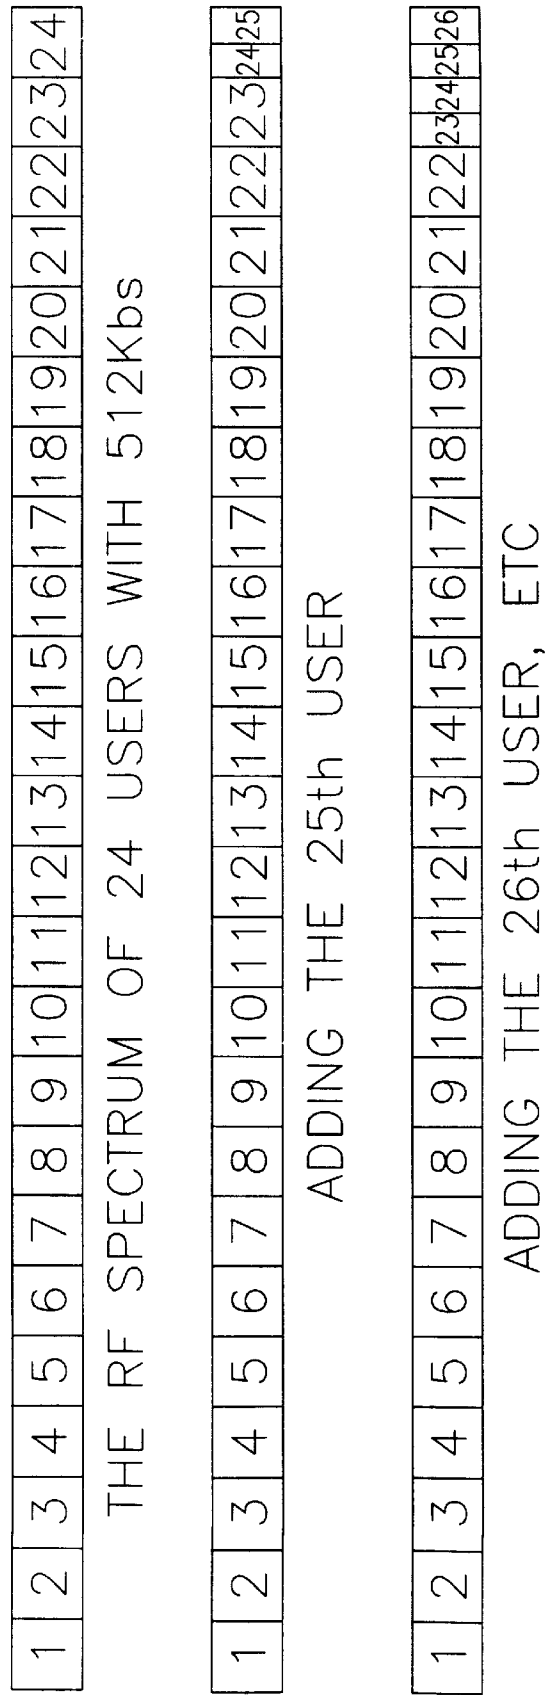 1 2 3 4 5 6 7 8 9 10 11 12 13 14 15 16 17 18 19 20 21 22 23 24
THE RF SPECTRUM OF 24 USERS WITH 512Kbs
1 2 3 4 5 6 7 8 9 10 11 12 13 14 15 16 17 18 19 20 21 22 23 24 25
ADDING THE 25th USER
1 2 3 4 5 6 7 8 9 10 11 12 13 14 15 16 17 18 19 20 21 22 23 24 25 26
ADDING THE 26th USER, ETC